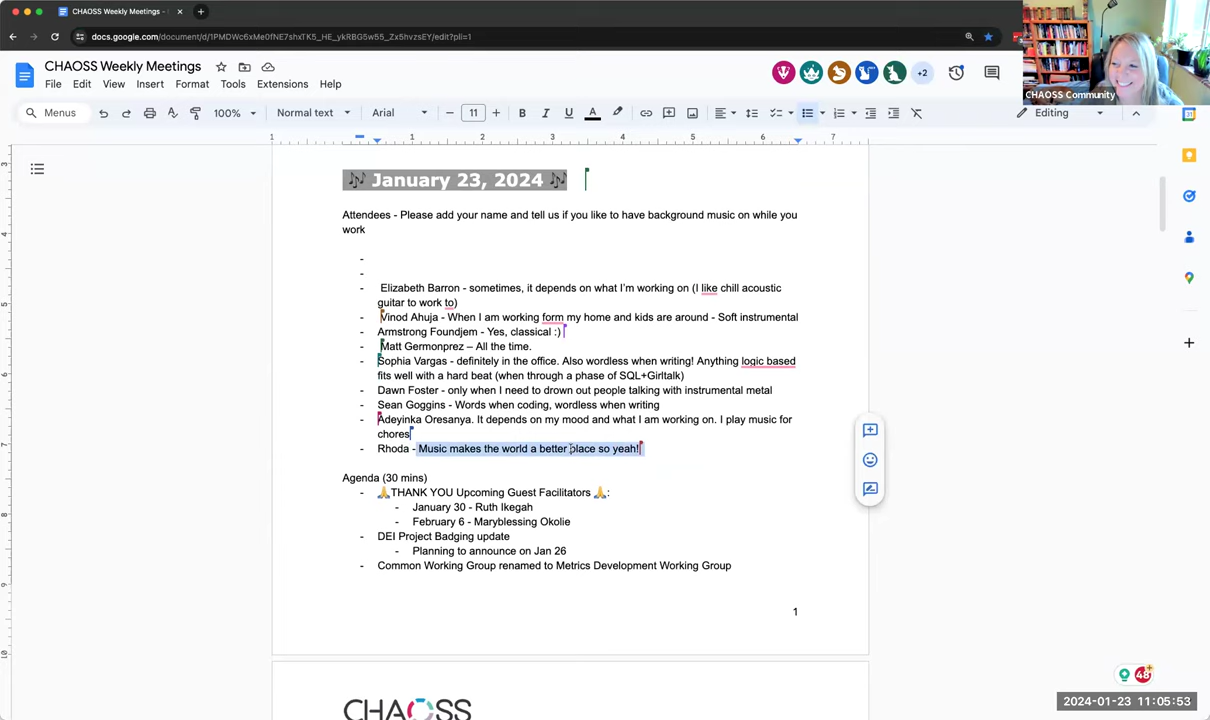 CHAOSS Weekly Meetings -
docs.google.com/document/d/1PMDWc6xMe0fNE7shxTK5_HE_ykRBG5w55_Zx5hvzsEY/edit?pli=1
CHAOSS Weekly Meetings
File Edit View Insert Format Tools Extensions Help
+2
CHAOSS Community
Menus 100% Normal text Arial 11 B I U A Editing
1 1 2 3 4 5 6 7
🎶 January 23, 2024 🎶
Attendees - Please add your name and tell us if you like to have background music on while you
work
-
-
- Elizabeth Barron - sometimes, it depends on what I'm working on (I like chill acoustic
guitar to work to)
- Vinod Ahuja - When I am working form my home and kids are around - Soft instrumental
- Armstrong Foundjem - Yes, classical :)
- Matt Germonprez – All the time.
- Sophia Vargas - definitely in the office. Also wordless when writing! Anything logic based
fits well with a hard beat (when through a phase of SQL+Girltalk)
- Dawn Foster - only when I need to drown out people talking with instrumental metal
- Sean Goggins - Words when coding, wordless when writing
- Adeyinka Oresanya. It depends on my mood and what I am working on. I play music for
chores
- Rhoda - Music makes the world a better place so yeah!
Agenda (30 mins)
- 🙏THANK YOU Upcoming Guest Facilitators 🙏:
- January 30 - Ruth Ikegah
- February 6 - Maryblessing Okolie
- DEI Project Badging update
- Planning to announce on Jan 26
- Common Working Group renamed to Metrics Development Working Group
1
CHAOSS
48
2024-01-23 11:05:53